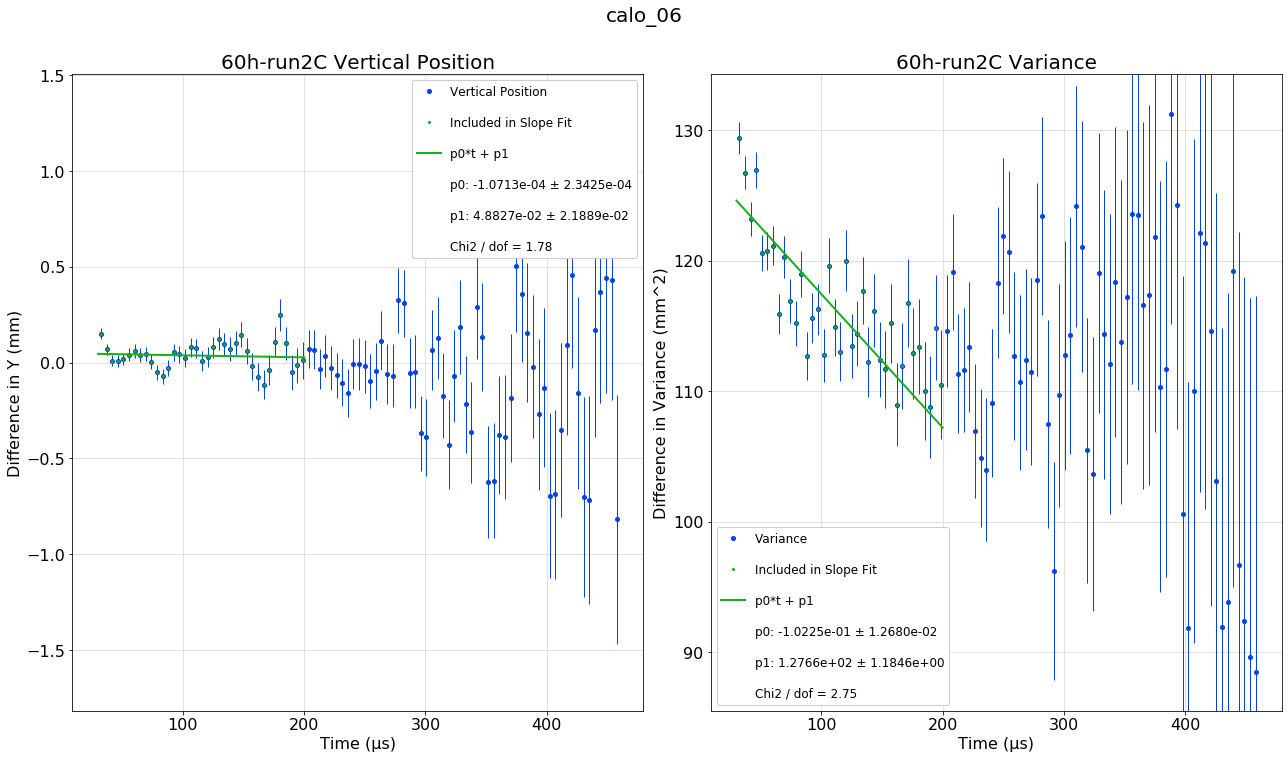 calo_06
60h-run2C Vertical Position
1.5
1.0
0.5
0.0
−0.5
−1.0
−1.5
Difference in Y (mm)
100
200
300
400
Time (μs)
Vertical Position
Included in Slope Fit
p0*t + p1
p0: -1.0713e-04 ± 2.3425e-04
p1: 4.8827e-02 ± 2.1889e-02
Chi2 / dof = 1.78
60h-run2C Variance
130
120
110
100
90
Difference in Variance (mm^2)
100
200
300
400
Time (μs)
Variance
Included in Slope Fit
p0*t + p1
p0: -1.0225e-01 ± 1.2680e-02
p1: 1.2766e+02 ± 1.1846e+00
Chi2 / dof = 2.75